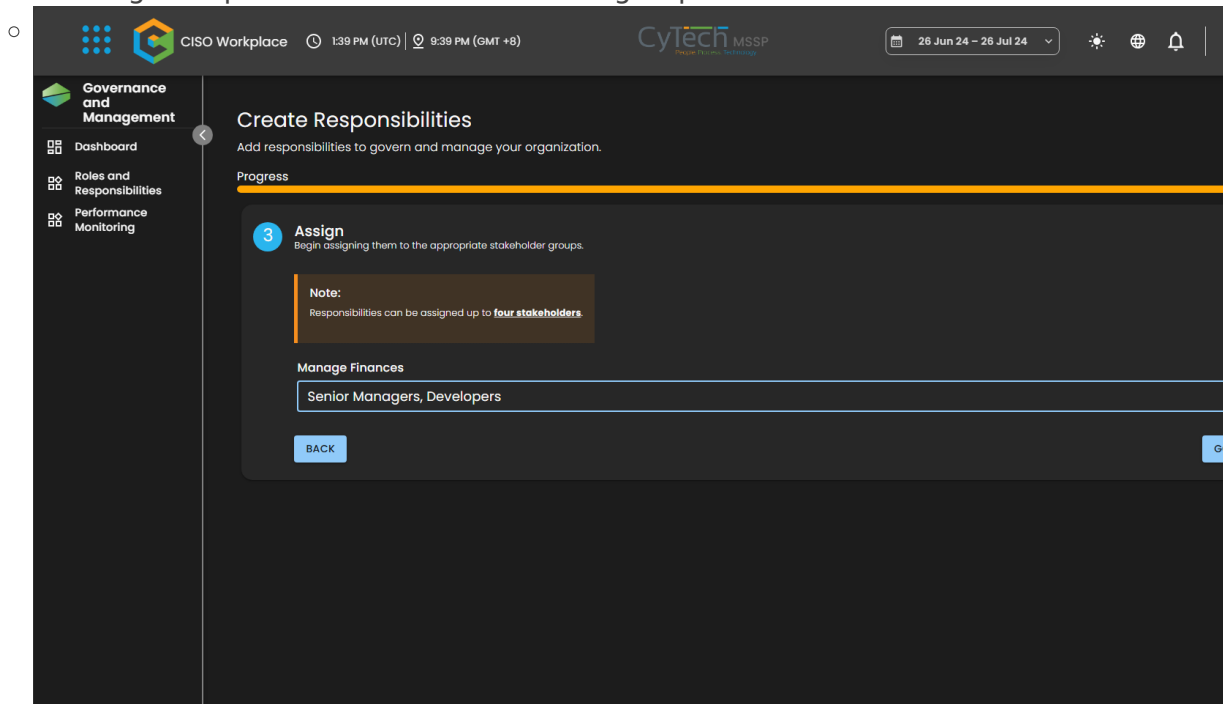 CISO Workplace 1:39 PM (UTC) 9:39 PM (GMT +8) CyTech MSSP 26 Jun 24 – 26 Jul 24
People Process Technology
Governance
and
Management
Dashboard
Roles and
Responsibilities
Performance
Monitoring
Create Responsibilities
Add responsibilities to govern and manage your organization.
Progress
3 Assign
Begin assigning them to the appropriate stakeholder groups.
Note:
Responsibilities can be assigned up to four stakeholders.
Manage Finances
Senior Managers, Developers
BACK G